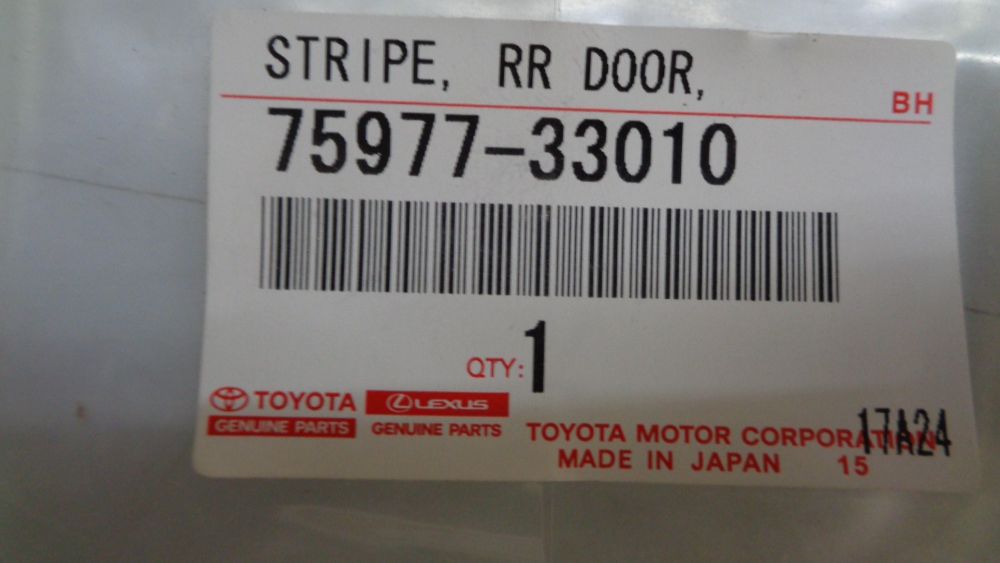 STRIPE, RR DOOR,
BH
75977-33010
QTY: 1
TOYOTA
GENUINE PARTS
LEXUS
GENUINE PARTS
TOYOTA MOTOR CORPORATION
17A24
MADE IN JAPAN 15